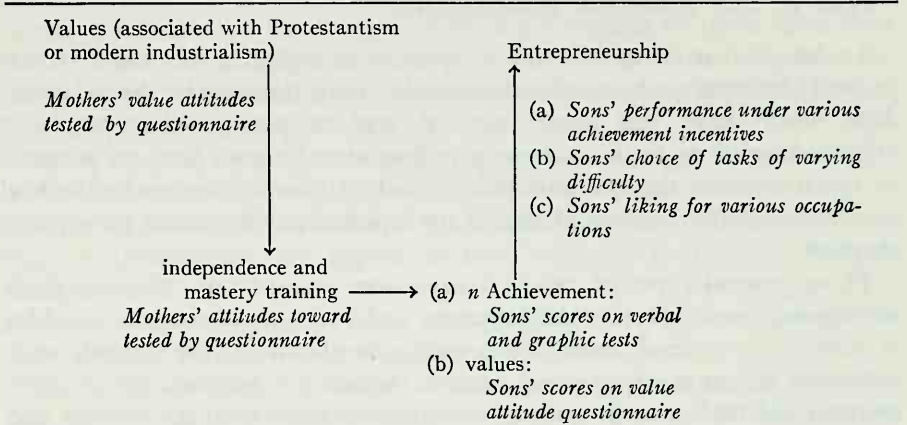 Values (associated with Protestantism
or modern industrialism)
Entrepreneurship
Mothers' value attitudes
tested by questionnaire
(a) Sons' performance under various
achievement incentives
(b) Sons' choice of tasks of varying
difficulty
(c) Sons' liking for various occupa-
tions
independence and
mastery training
Mothers' attitudes toward
tested by questionnaire
(a) n Achievement:
Sons' scores on verbal
and graphic tests
(b) values:
Sons' scores on value
attitude questionnaire